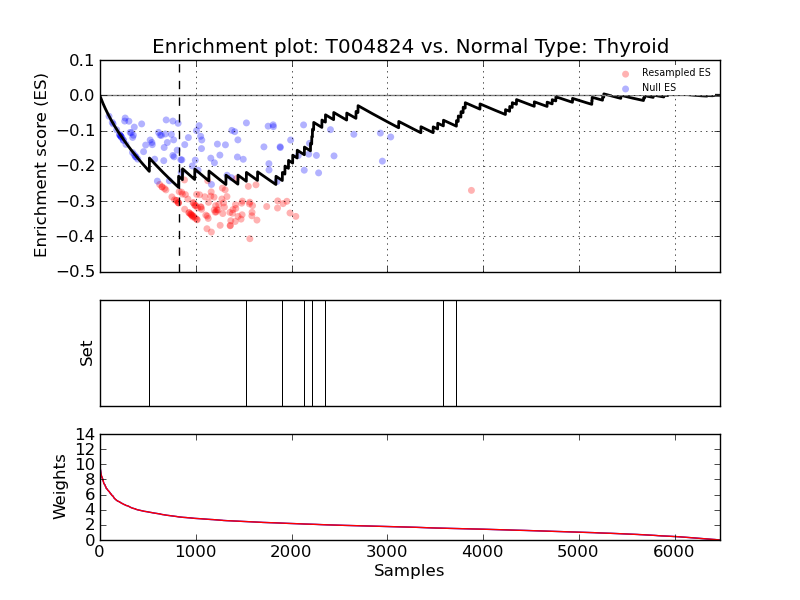 Enrichment plot: T004824 vs. Normal Type: Thyroid
Enrichment score (ES)
0.1
0.0
−0.1
−0.2
−0.3
−0.4
−0.5
Resampled ES
Null ES
Set
Weights
14
12
10
8
6
4
2
0
0 1000 2000 3000 4000 5000 6000
Samples